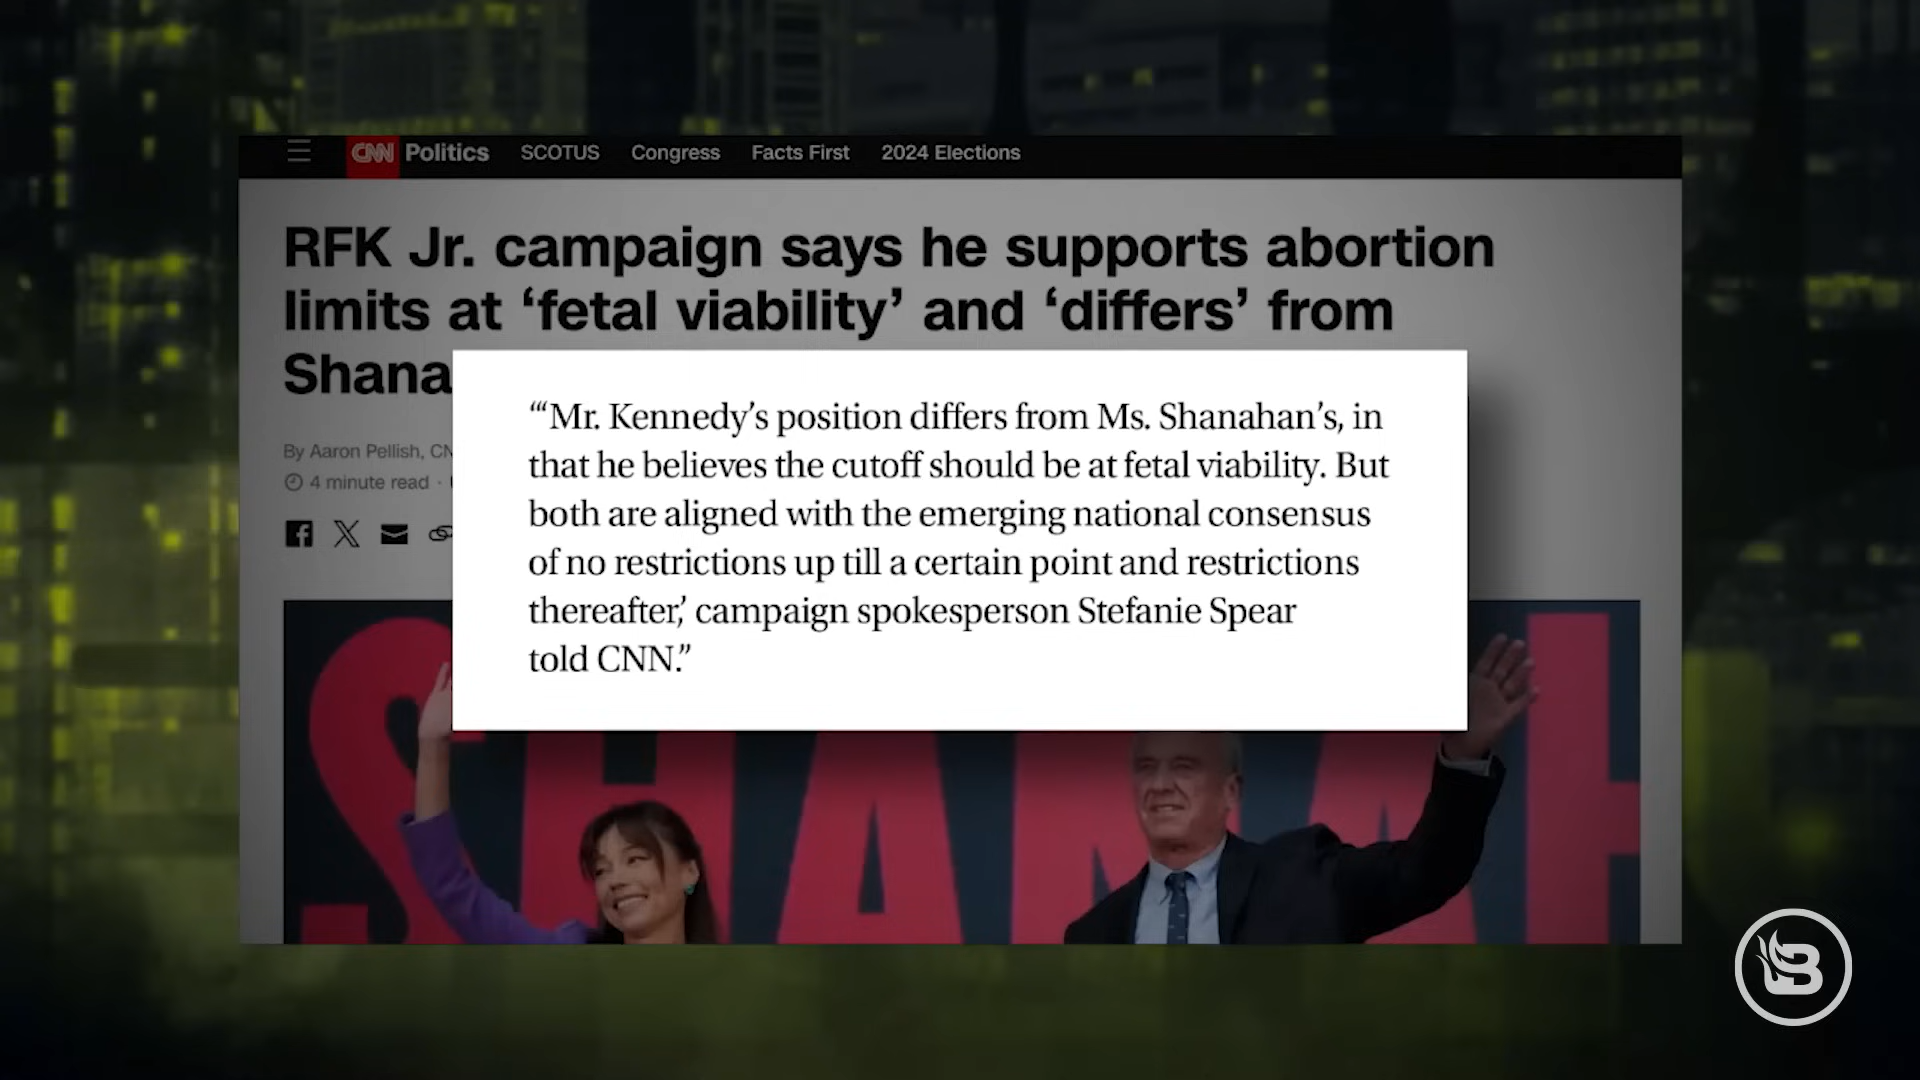 CNN Politics SCOTUS Congress Facts First 2024 Elections
RFK Jr. campaign says he supports abortion
limits at ‘fetal viability’ and ‘differs’ from
Shana
By Aaron Pellish, CN
4 minute read ·
“‘Mr. Kennedy’s position differs from Ms. Shanahan’s, in
that he believes the cutoff should be at fetal viability. But
both are aligned with the emerging national consensus
of no restrictions up till a certain point and restrictions
thereafter,’ campaign spokesperson Stefanie Spear
told CNN.”
SHANAH
B